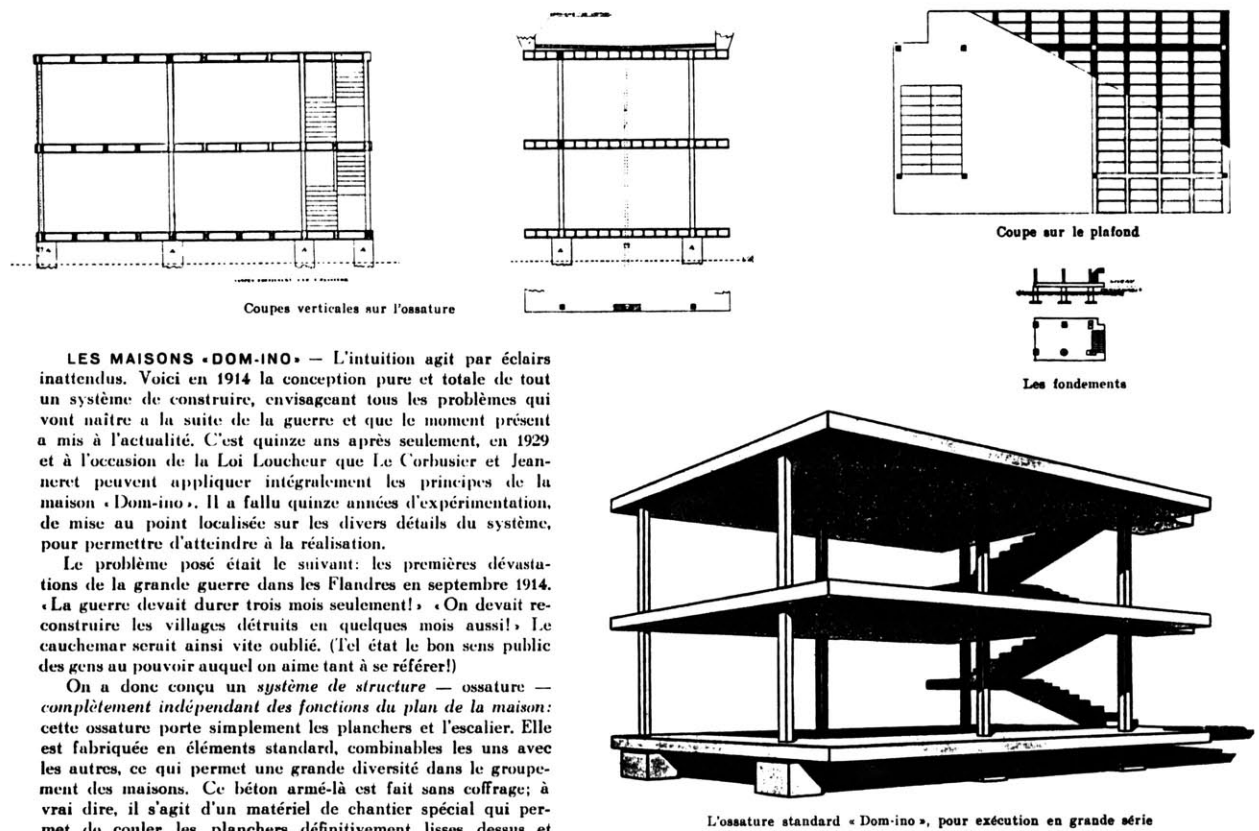 Coupe sur le plafond
Coupes verticales sur l'ossature
Les fondements
LES MAISONS «DOM-INO» — L'intuition agit par éclairs
inattendus. Voici en 1914 la conception pure et totale de tout
un système de construire, envisageant tous les problèmes qui
vont naître a la suite de la guerre et que le moment présent
a mis à l'actualité. C'est quinze ans après seulement, en 1929
et à l'occasion de la Loi Loucheur que Le Corbusier et Jean-
neret peuvent appliquer intégralement les principes de la
maison «Dom-ino». Il a fallu quinze années d'expérimentation,
de mise au point localisée sur les divers détails du système,
pour permettre d'atteindre à la réalisation.
Le problème posé était le suivant: les premières dévasta-
tions de la grande guerre dans les Flandres en septembre 1914.
«La guerre devait durer trois mois seulement!» «On devait re-
construire les villages détruits en quelques mois aussi!» Le
cauchemar serait ainsi vite oublié. (Tel état le bon sens public
des gens au pouvoir auquel on aime tant à se référer!)
On a donc conçu un système de structure — ossature —
complètement indépendant des fonctions du plan de la maison:
cette ossature porte simplement les planchers et l'escalier. Elle
est fabriquée en éléments standard, combinables les uns avec
les autres, ce qui permet une grande diversité dans le groupe-
ment des maisons. Ce béton armé-là est fait sans coffrage; à
vrai dire, il s'agit d'un matériel de chantier spécial qui per-
met de couler les planchers définitivement lisses dessus et
L'ossature standard «Dom-ino», pour exécution en grande série